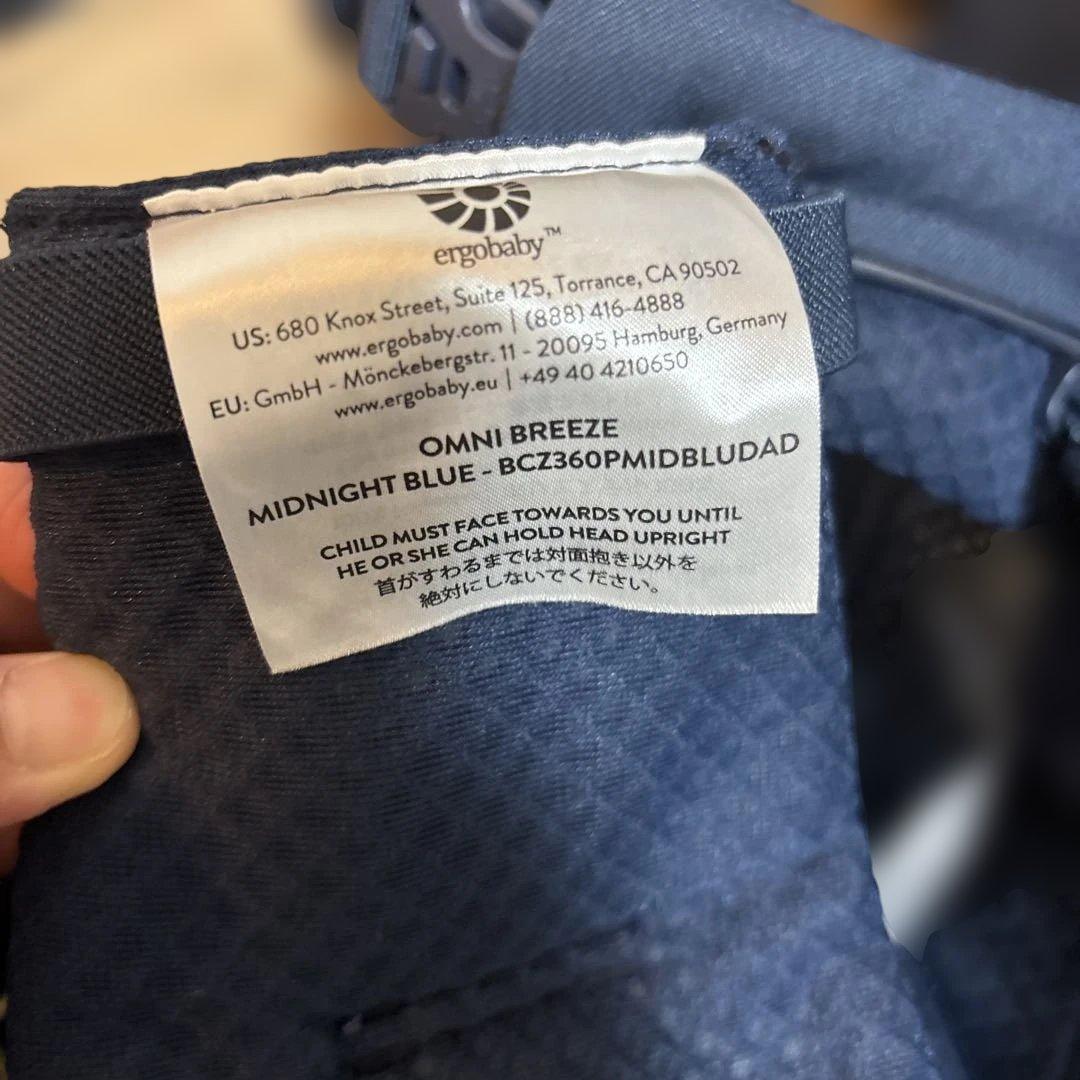 ergobaby™
US: 680 Knox Street, Suite 125, Torrance, CA 90502
www.ergobaby.com | (888) 416-4888
EU: GmbH - Mönckebergstr. 11 - 20095 Hamburg, Germany
www.ergobaby.eu | +49 40 4210650
OMNI BREEZE
MIDNIGHT BLUE - BCZ360PMIDBLUDAD
CHILD MUST FACE TOWARDS YOU UNTIL
HE OR SHE CAN HOLD HEAD UPRIGHT
首がすわるまでは対面抱き以外を
絶対にしないでください。